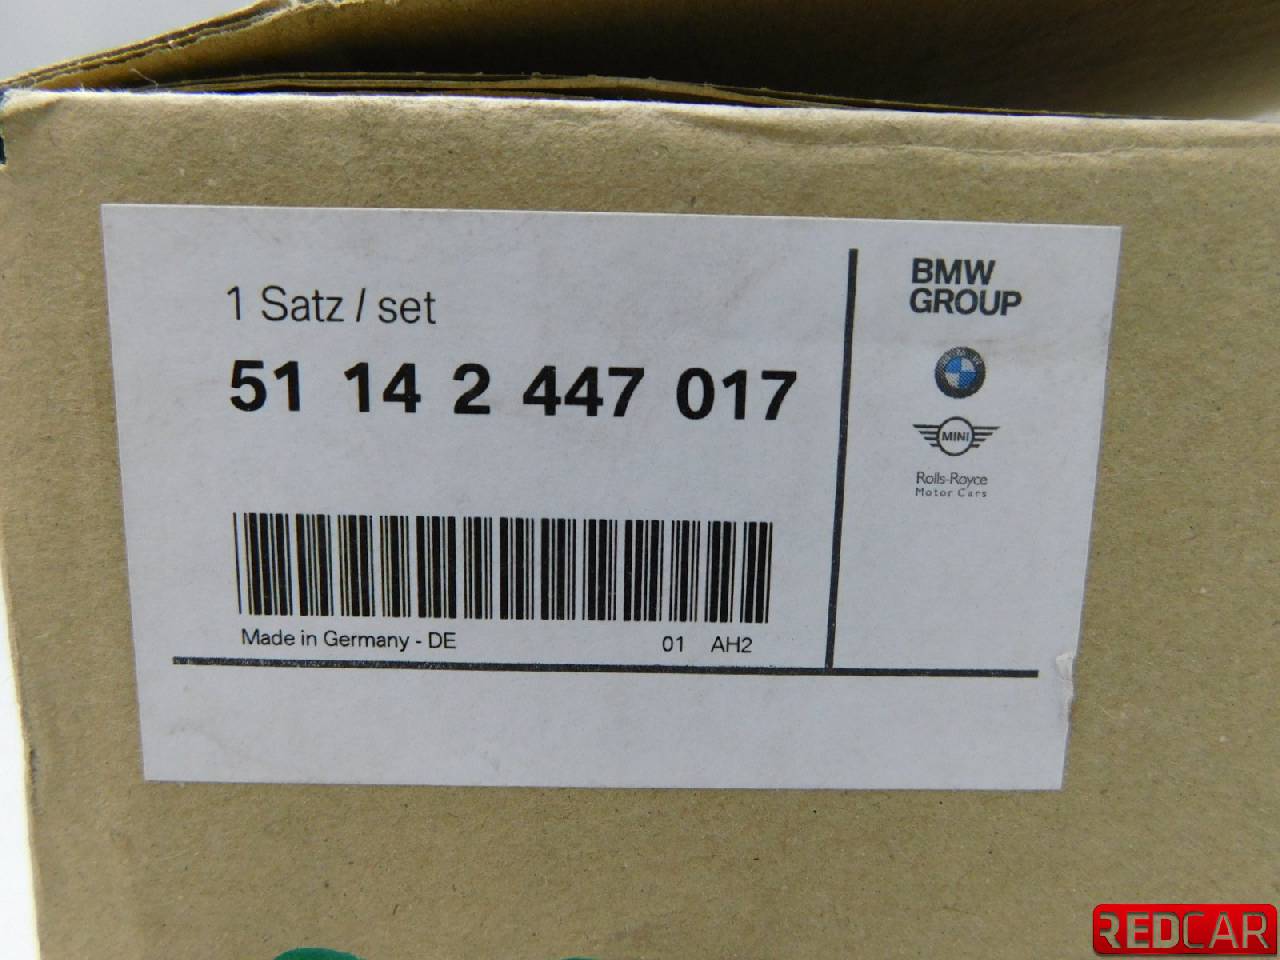 1 Satz / set
51 14 2 447 017
Made in Germany - DE 01 AH2
BMW
GROUP
MINI
Rolls-Royce
Motor Cars
REDCAR